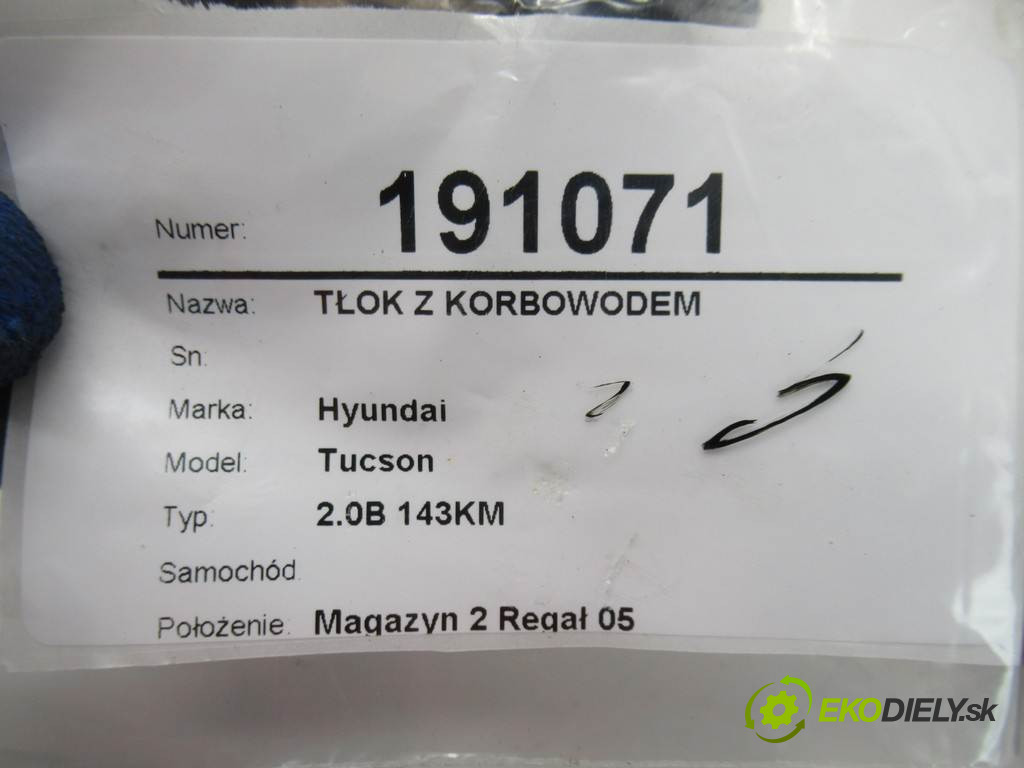 Numer: 191071
Nazwa: TŁOK Z KORBOWODEM
Sn:
Marka: Hyundai
Model: Tucson
Typ: 2.0B 143KM
Samochód:
Położenie: Magazyn 2 Regał 05
EKODIELY.sk